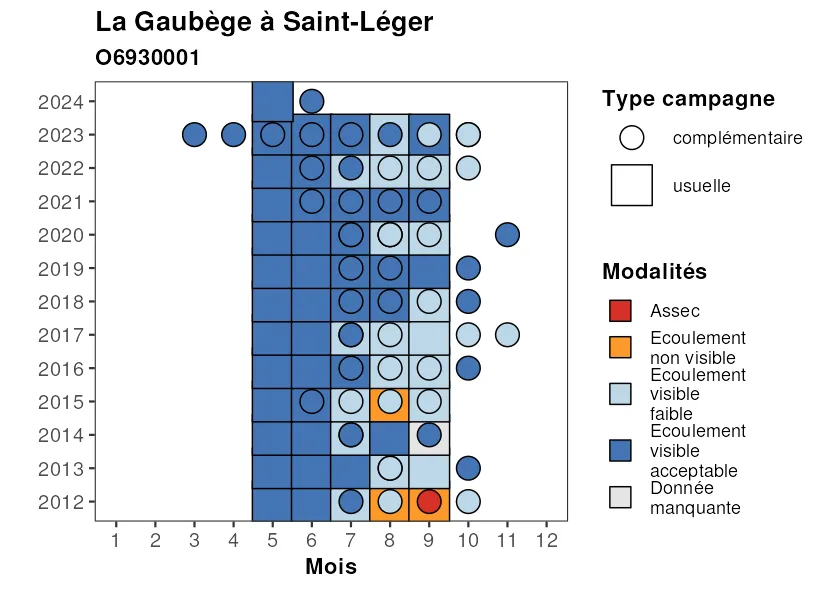 La Gaubège à Saint-Léger
O6930001
2024
2023
2022
2021
2020
2019
2018
2017
2016
2015
2014
2013
2012
1 2 3 4 5 6 7 8 9 10 11 12
Mois
Type campagne
complémentaire
usuelle
Modalités
Assec
Ecoulement
non visible
Ecoulement
visible
faible
Ecoulement
visible
acceptable
Donnée
manquante